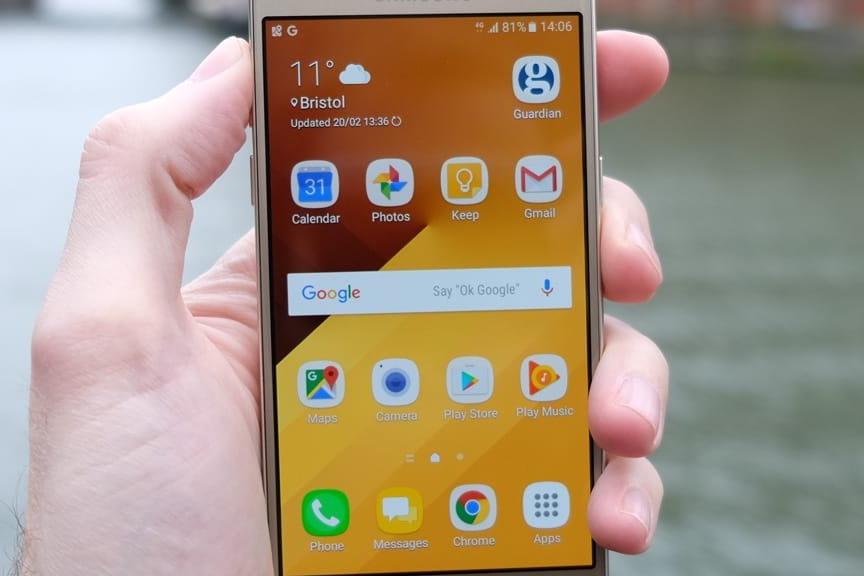 SAMSUNG
4G 81% 14:06
11°
Bristol
Updated 20/02 13:36
Guardian
31
Calendar
Photos
Keep
Gmail
Google Say "Ok Google"
G
Maps
Camera
Play Store
Play Music
Phone
Messages
Chrome
Apps